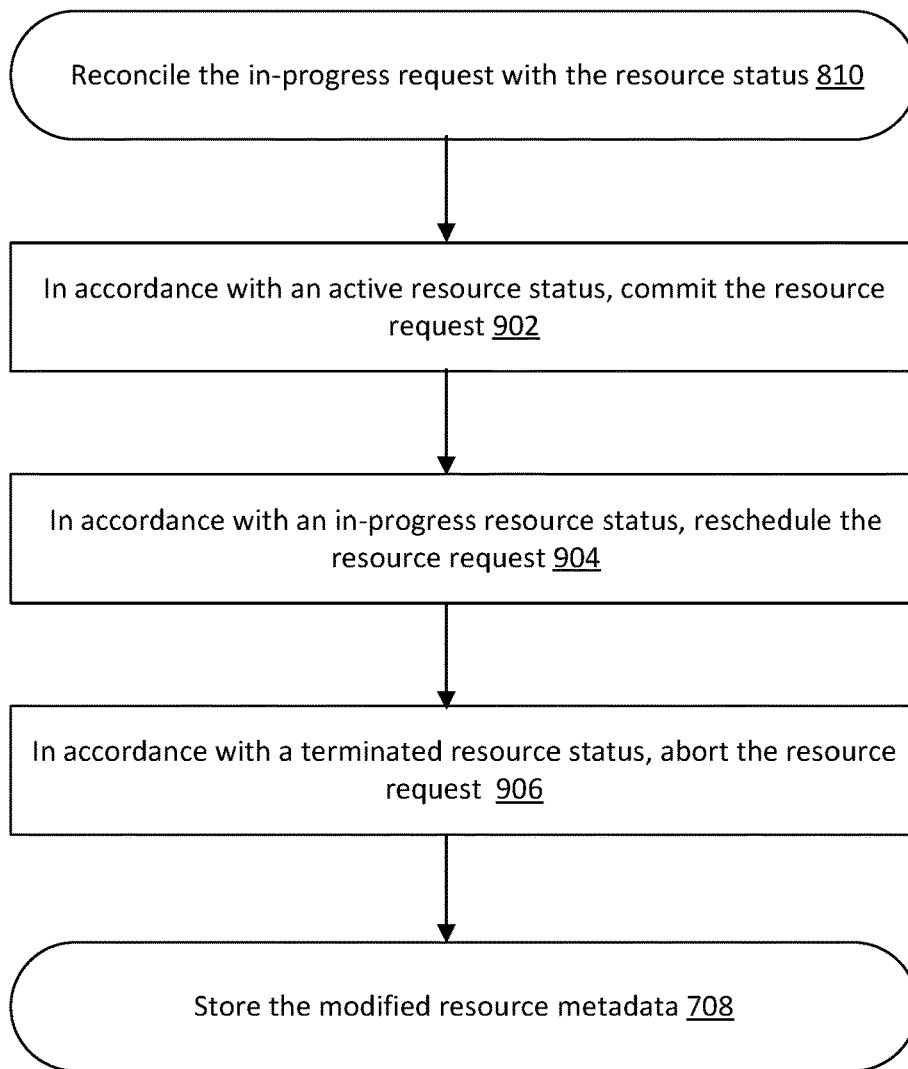 Reconcile the in-progress request with the resource status 810
In accordance with an active resource status, commit the resource
request 902
In accordance with an in-progress resource status, reschedule the
resource request 904
In accordance with a terminated resource status, abort the resource
request 906
Store the modified resource metadata 708